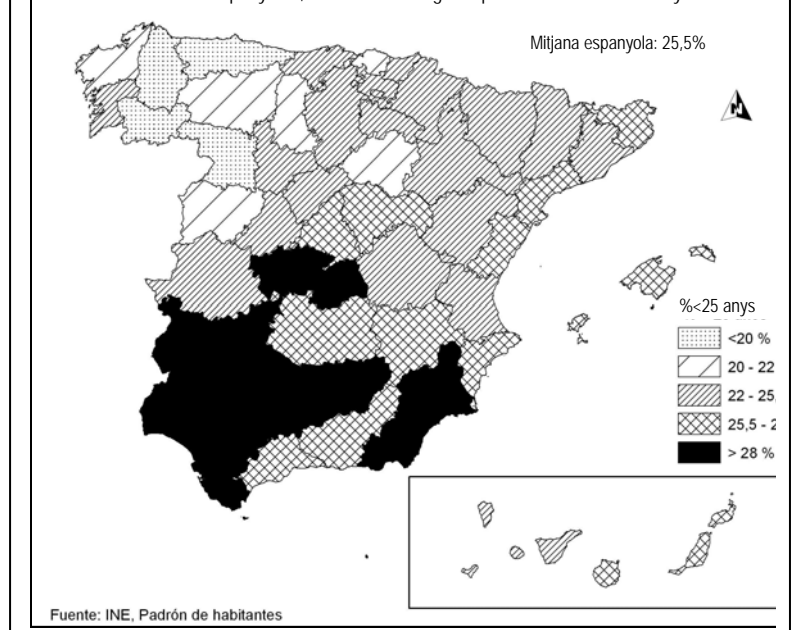 Mitjana espanyola: 25,5%
N
%<25 anys
<20 %
20 - 22
22 - 25,
25,5 - 2
> 28 %
Fuente: INE, Padrón de habitantes